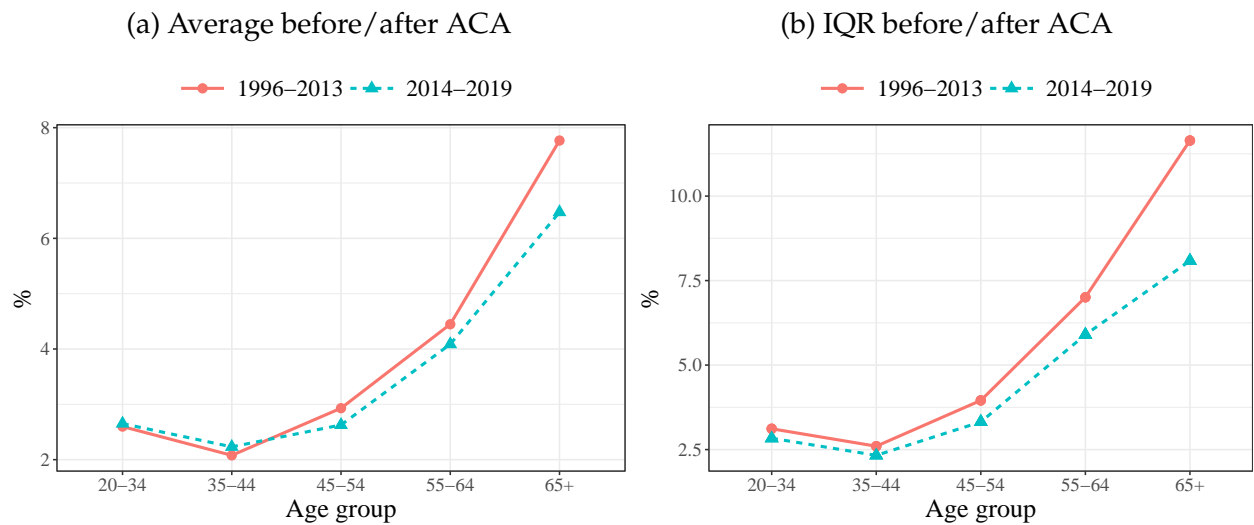 (a) Average before/after ACA
1996–2013 2014–2019
8
6
4
2
%
20–34 35–44 45–54 55–64 65+
Age group
(b) IQR before/after ACA
1996–2013 2014–2019
10.0
7.5
5.0
2.5
%
20–34 35–44 45–54 55–64 65+
Age group